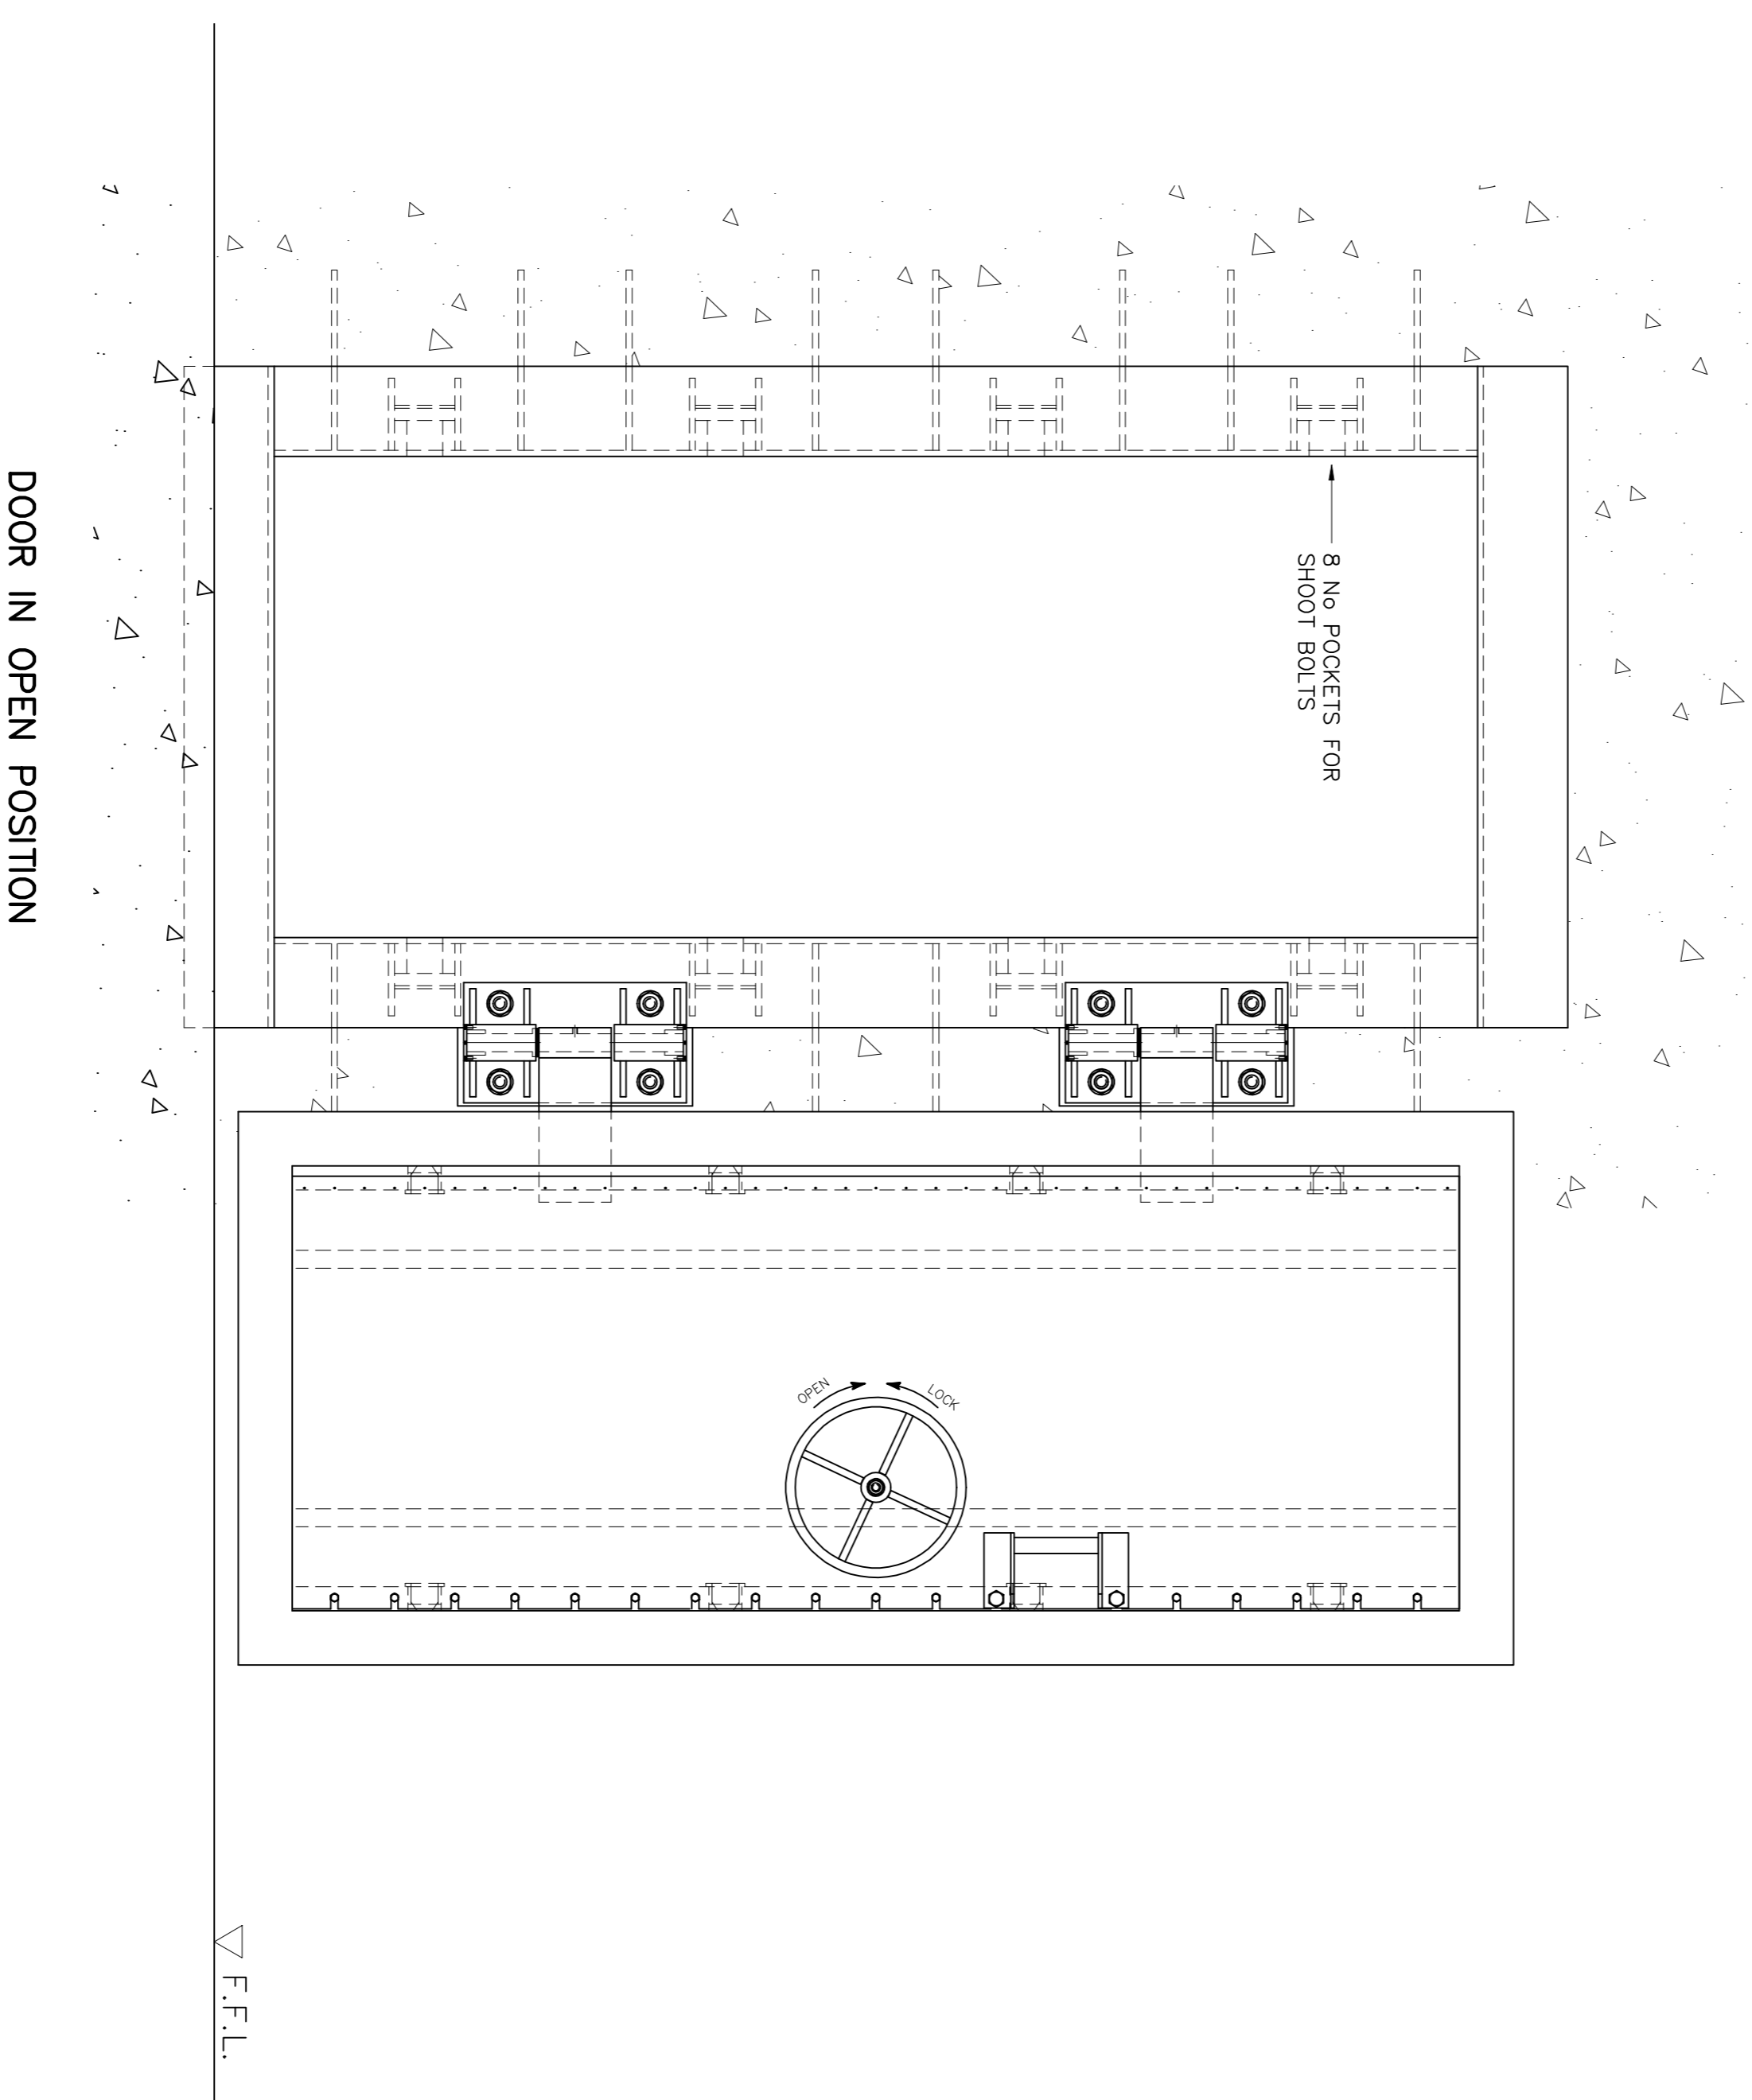 8 No POCKETS FOR
SHOOT BOLTS
LOCK
OPEN
F.F.L.
DOOR IN OPEN POSITION